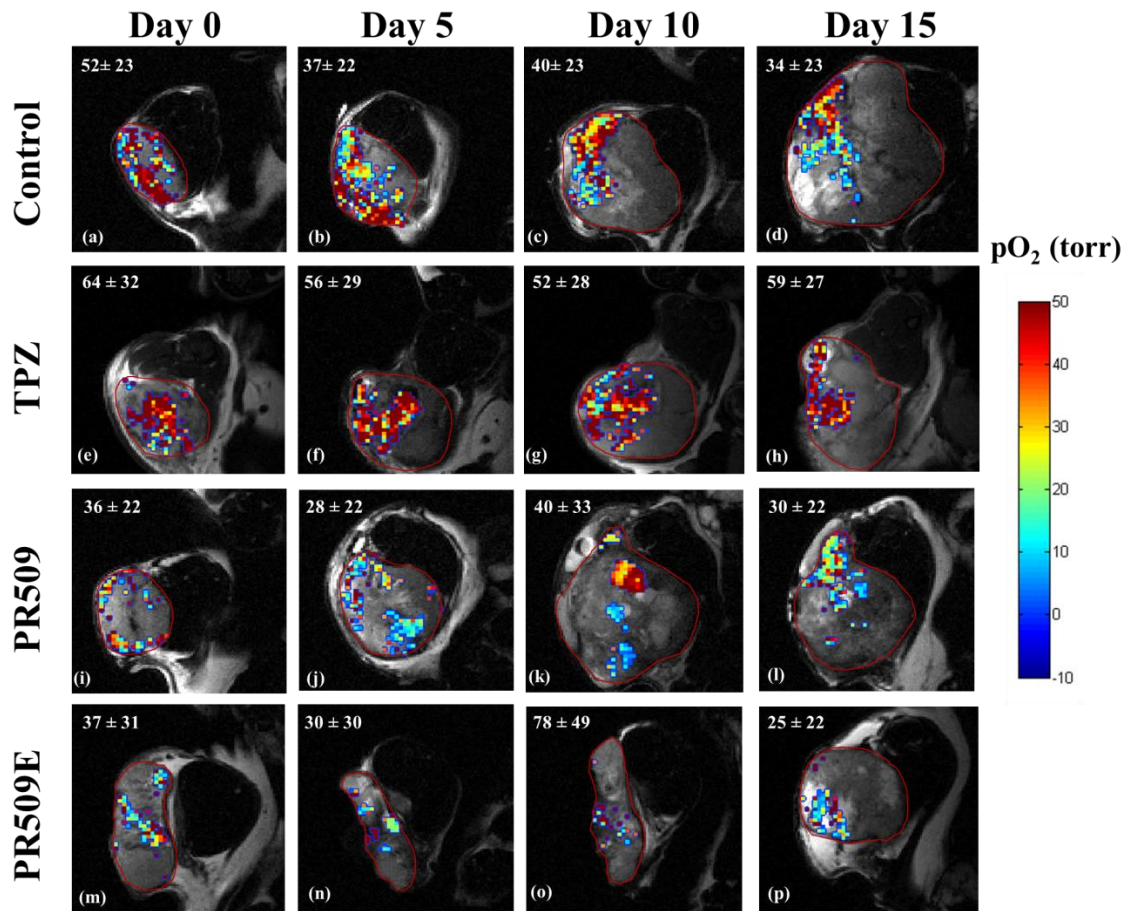 Day 0 Day 5 Day 10 Day 15
Control
52± 23 37± 22 40± 23 34 ± 23
(a) (b) (c) (d)
pO₂ (torr)
TPZ
64 ± 32 56 ± 29 52 ± 28 59 ± 27
(e) (f) (g) (h)
PR509
36 ± 22 28 ± 22 40 ± 33 30 ± 22
(i) (j) (k) (l)
PR509E
37 ± 31 30 ± 30 78 ± 49 25 ± 22
(m) (n) (o) (p)
50
40
30
20
10
0
-10